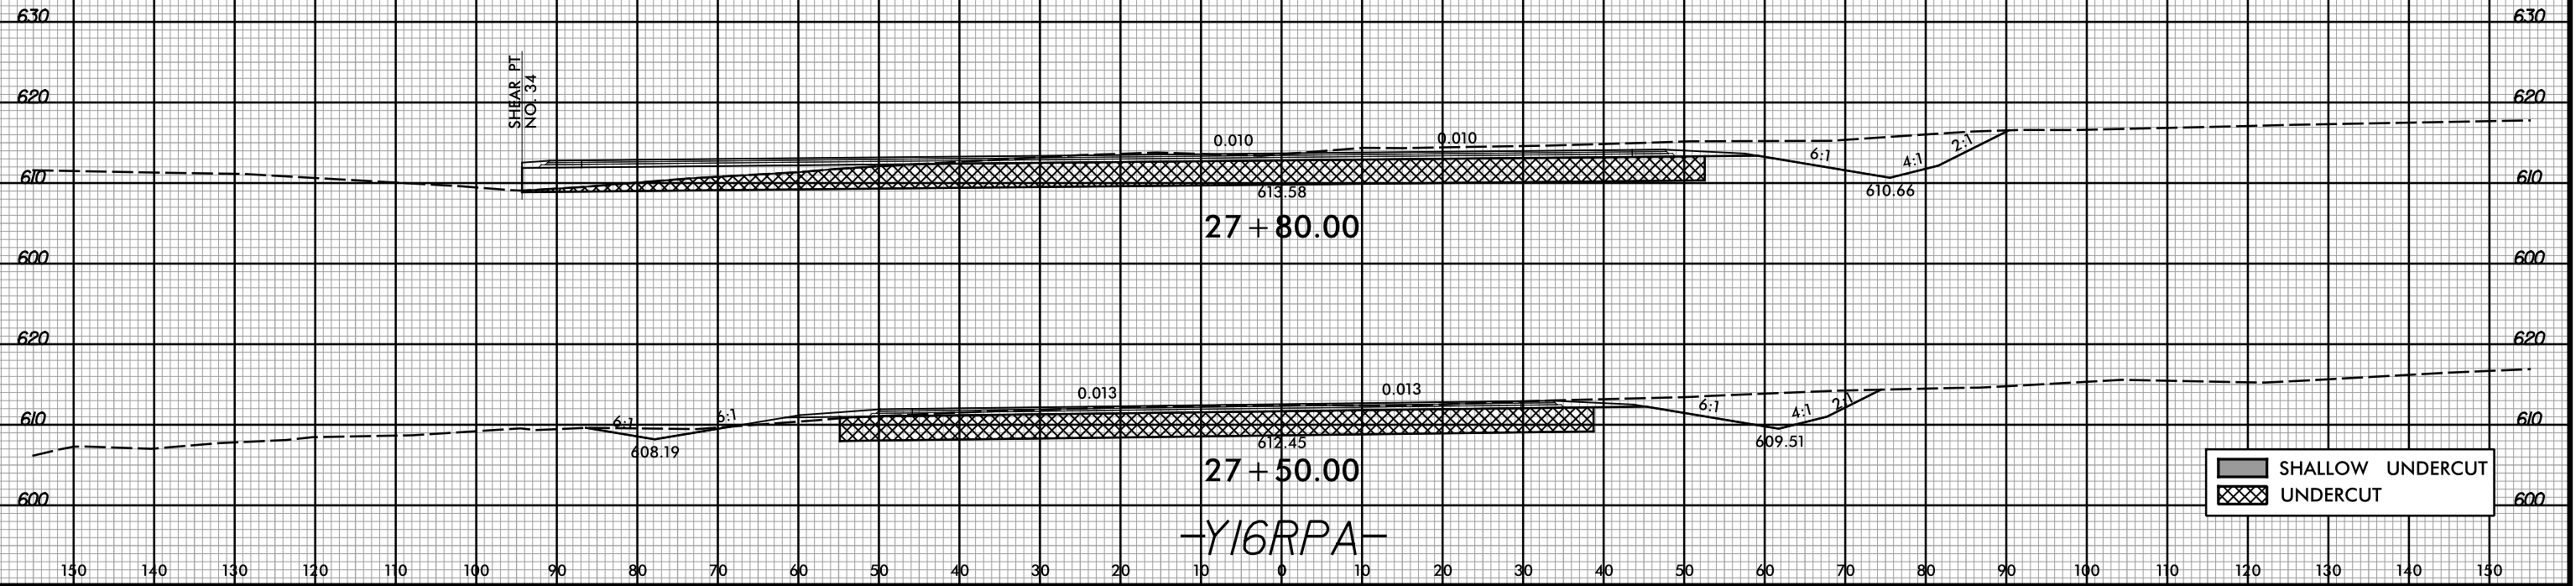 630 630
SHEAR PT
NO. 34
620 620
0.010 0.010
6:1 4:1 2:1
610 610
613.58 610.66
27+80.00
600 600
620 620
0.013 0.013
6:1 6:1 6:1 4:1 2:1
610 610
608.19 612.45 609.51
27+50.00
SHALLOW UNDERCUT
UNDERCUT
600 600
-Y16RPA-
150 140 130 120 110 100 90 80 70 60 50 40 30 20 10 0 10 20 30 40 50 60 70 80 90 100 110 120 130 140 150